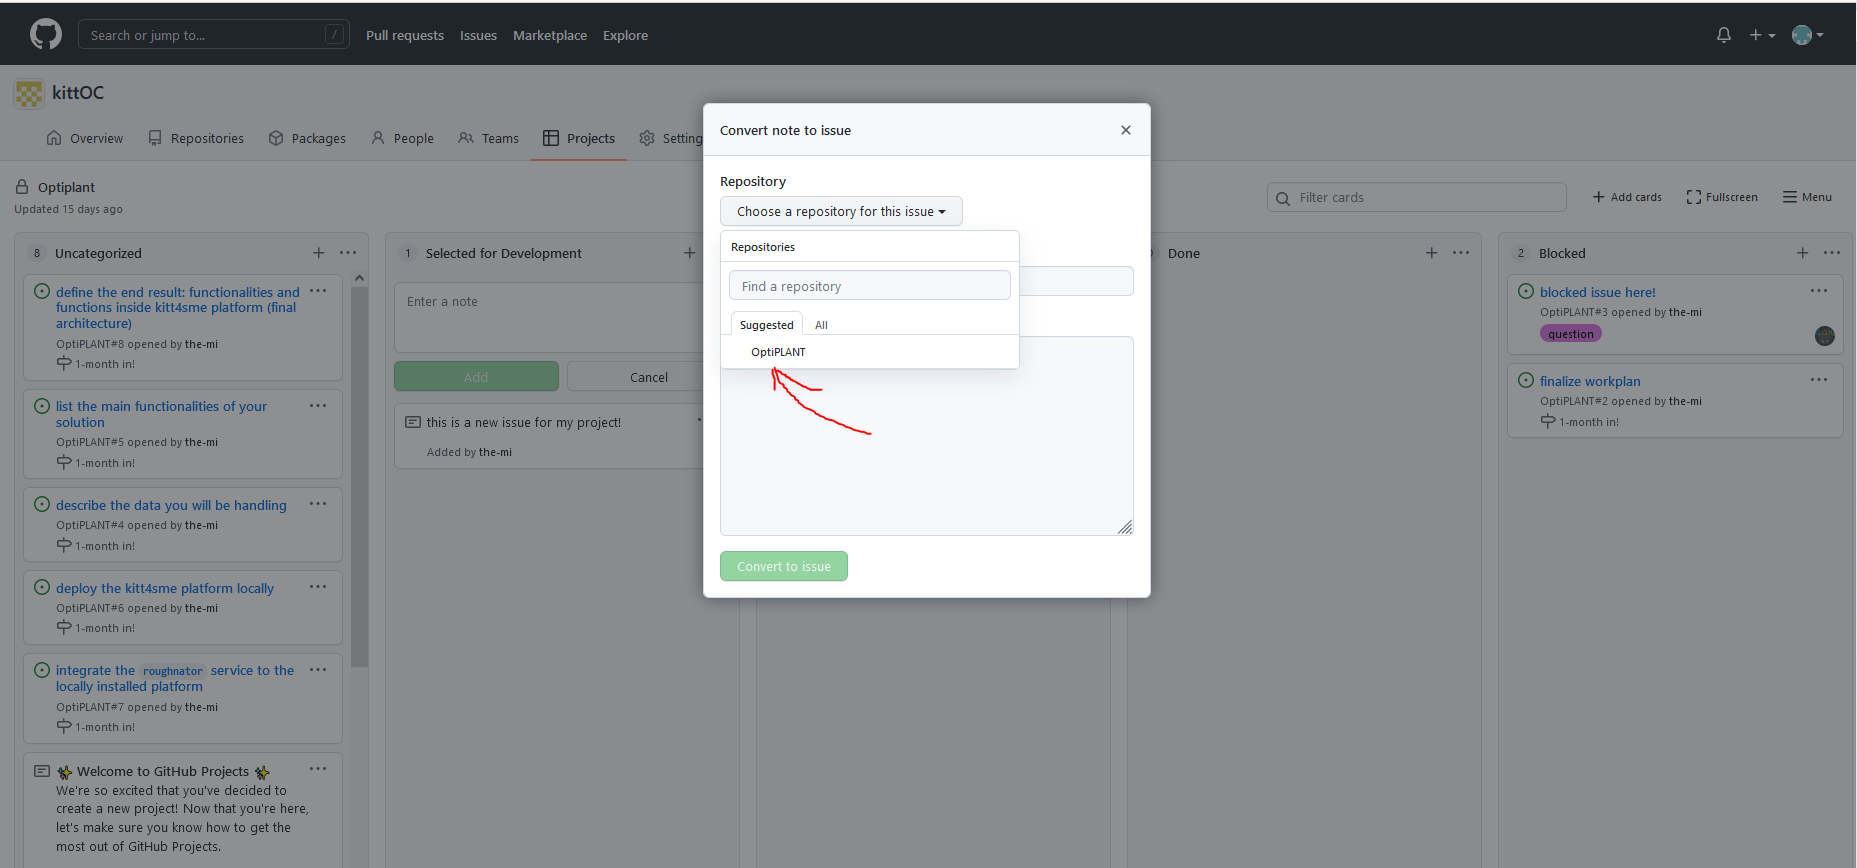 Search or jump to... /
Pull requests Issues Marketplace Explore
kittOC
Overview Repositories Packages People Teams Projects
Optiplant
Updated 15 days ago
Filter cards
Add cards Fullscreen Menu
8 Uncategorized
define the end result: functionalities and
functions inside kitt4sme platform (final
architecture)
OptiPLANT#8 opened by the-mi
1-month in!
list the main functionalities of your
solution
OptiPLANT#5 opened by the-mi
1-month in!
describe the data you will be handling
OptiPLANT#4 opened by the-mi
1-month in!
deploy the kitt4sme platform locally
OptiPLANT#6 opened by the-mi
1-month in!
integrate the roughnator service to the
locally installed platform
OptiPLANT#7 opened by the-mi
1-month in!
✨ Welcome to GitHub Projects ✨
We're so excited that you've decided to
create a new project! Now that you're here,
let's make sure you know how to get the
most out of GitHub Projects.
1 Selected for Development
Enter a note
Add Cancel
this is a new issue for my project!
Added by the-mi
Convert note to issue
Repository
Choose a repository for this issue
Repositories
Find a repository
Suggested All
OptiPLANT
Convert to issue
Done
2 Blocked
blocked issue here!
OptiPLANT#3 opened by the-mi
question
finalize workplan
OptiPLANT#2 opened by the-mi
1-month in!